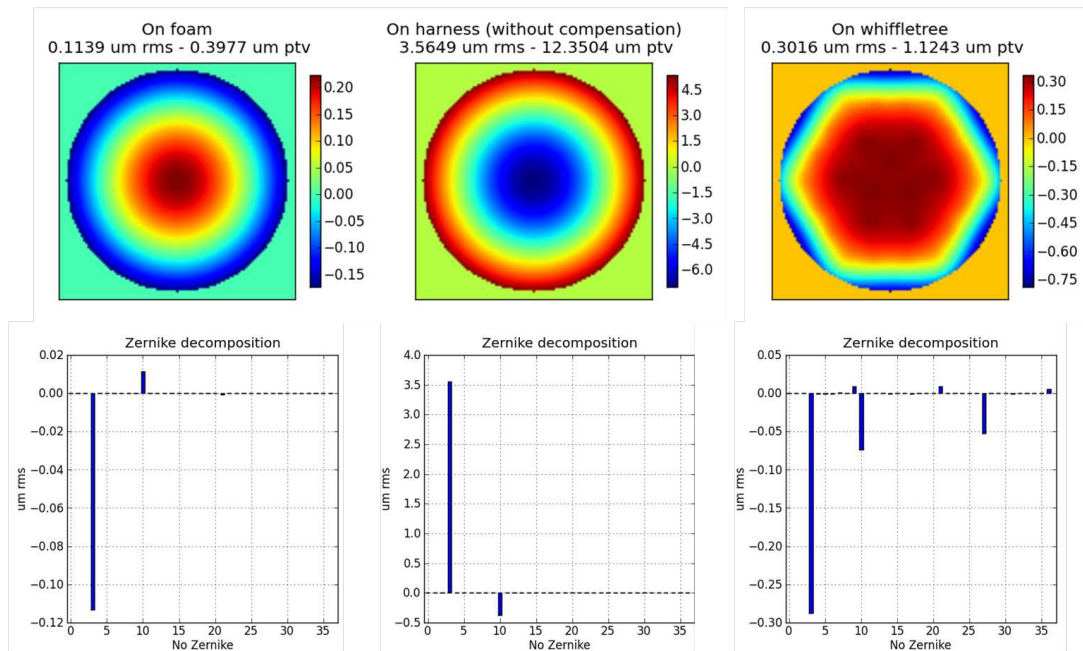 On foam
0.1139 um rms - 0.3977 um ptv
0.20
0.15
0.10
0.05
0.00
−0.05
−0.10
−0.15
On harness (without compensation)
3.5649 um rms - 12.3504 um ptv
4.5
3.0
1.5
0.0
−1.5
−3.0
−4.5
−6.0
On whiffletree
0.3016 um rms - 1.1243 um ptv
0.30
0.15
0.00
−0.15
−0.30
−0.45
−0.60
−0.75
Zernike decomposition
um rms
0.02
0.00
−0.02
−0.04
−0.06
−0.08
−0.10
−0.12
0 5 10 15 20 25 30 35
No Zernike
Zernike decomposition
um rms
4.0
3.5
3.0
2.5
2.0
1.5
1.0
0.5
0.0
−0.5
0 5 10 15 20 25 30 35
No Zernike
Zernike decomposition
um rms
0.05
0.00
−0.05
−0.10
−0.15
−0.20
−0.25
−0.30
0 5 10 15 20 25 30 35
No Zernike